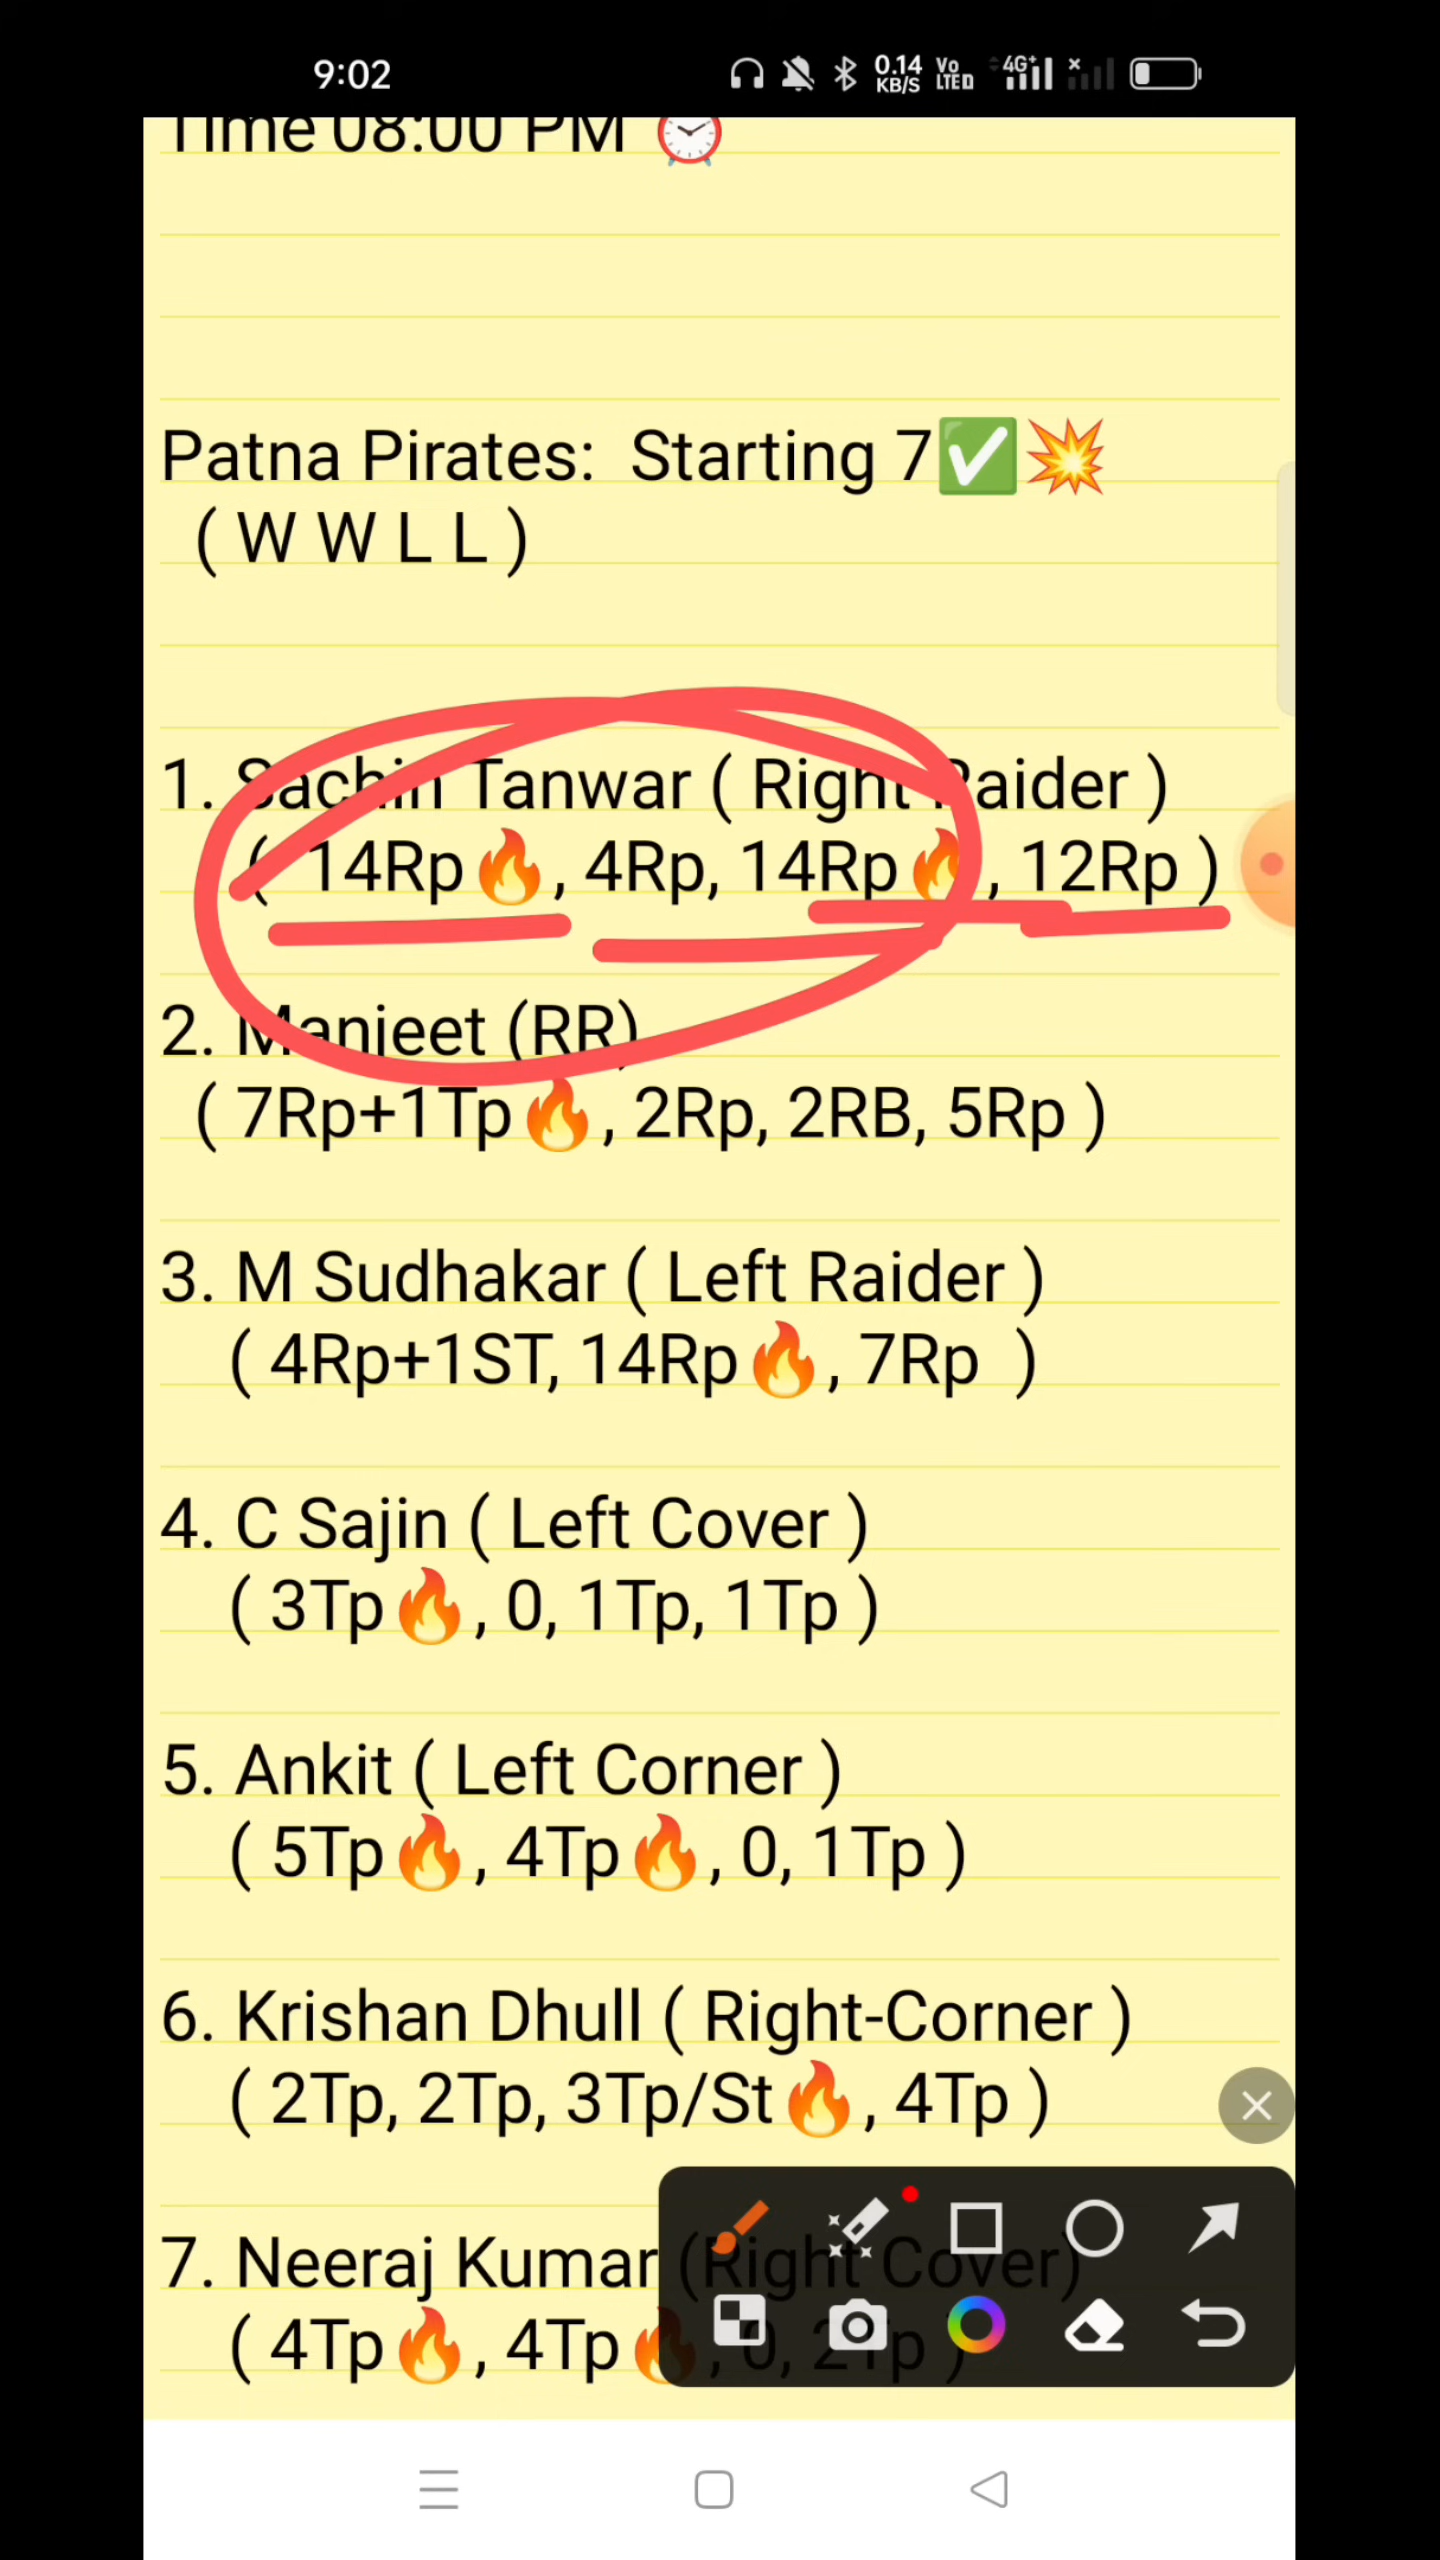 9:02 0.14 KB/S Vo LTED 4G+
Time 08:00 PM ⏰
Patna Pirates: Starting 7✅💥
( W W L L )
1. Sachin Tanwar ( Right Raider )
( 14Rp🔥, 4Rp, 14Rp🔥, 12Rp )
2. Manjeet (RR)
( 7Rp+1Tp🔥, 2Rp, 2RB, 5Rp )
3. M Sudhakar ( Left Raider )
( 4Rp+1ST, 14Rp🔥, 7Rp )
4. C Sajin ( Left Cover )
( 3Tp🔥, 0, 1Tp, 1Tp )
5. Ankit ( Left Corner )
( 5Tp🔥, 4Tp🔥, 0, 1Tp )
6. Krishan Dhull ( Right-Corner )
( 2Tp, 2Tp, 3Tp/St🔥, 4Tp )
7. Neeraj Kumar (Right Cover)
( 4Tp🔥, 4Tp🔥, 0, 2Tp )